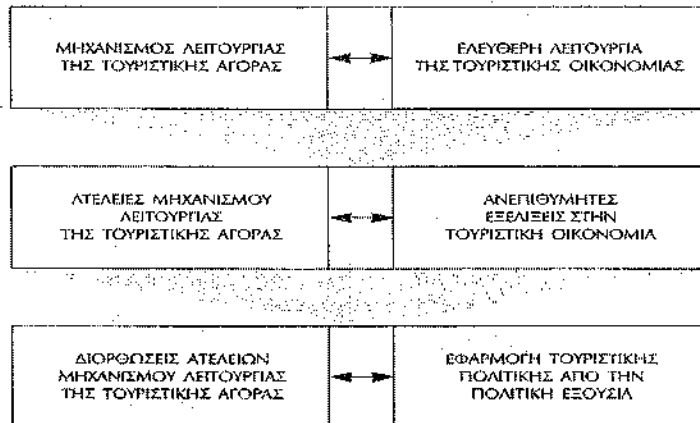 ΜΗΧΑΝΙΣΜΟΣ ΛΕΙΤΟΥΡΓΙΑΣ
ΤΗΣ ΤΟΥΡΙΣΤΙΚΗΣ ΑΓΟΡΑΣ
ΕΛΕΥΘΕΡΗ ΛΕΙΤΟΥΡΓΙΑ
ΤΗΣ ΤΟΥΡΙΣΤΙΚΗΣ ΟΙΚΟΝΟΜΙΑΣ
ΑΤΕΛΕΙΕΣ ΜΗΧΑΝΙΣΜΟΥ
ΛΕΙΤΟΥΡΓΙΑΣ
ΤΗΣ ΤΟΥΡΙΣΤΙΚΗΣ ΑΓΟΡΑΣ
ΑΝΕΠΙΘΥΜΗΤΕΣ
ΕΞΕΛΙΞΕΙΣ ΣΤΗΝ
ΤΟΥΡΙΣΤΙΚΗ ΟΙΚΟΝΟΜΙΑ
ΔΙΟΡΘΩΣΕΙΣ ΑΤΕΛΕΙΩΝ
ΜΗΧΑΝΙΣΜΟΥ ΛΕΙΤΟΥΡΓΙΑΣ
ΤΗΣ ΤΟΥΡΙΣΤΙΚΗΣ ΑΓΟΡΑΣ
ΕΦΑΡΜΟΓΗ ΤΟΥΡΙΣΤΙΚΗΣ
ΠΟΛΙΤΙΚΗΣ ΑΠΟ ΤΗΝ
ΠΟΛΙΤΙΚΗ ΕΞΟΥΣΙΑ